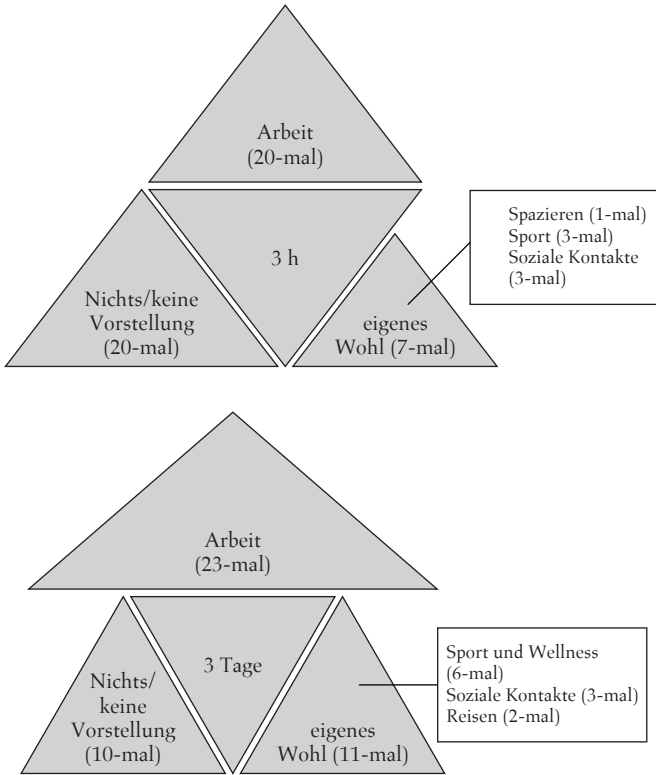 Arbeit
(20-mal)
3 h
Nichts/keine
Vorstellung
(20-mal)
eigenes
Wohl (7-mal)
Spazieren (1-mal)
Sport (3-mal)
Soziale Kontakte
(3-mal)
Arbeit
(23-mal)
3 Tage
Nichts/
keine
Vorstellung
(10-mal)
eigenes
Wohl (11-mal)
Sport und Wellness
(6-mal)
Soziale Kontakte (3-mal)
Reisen (2-mal)